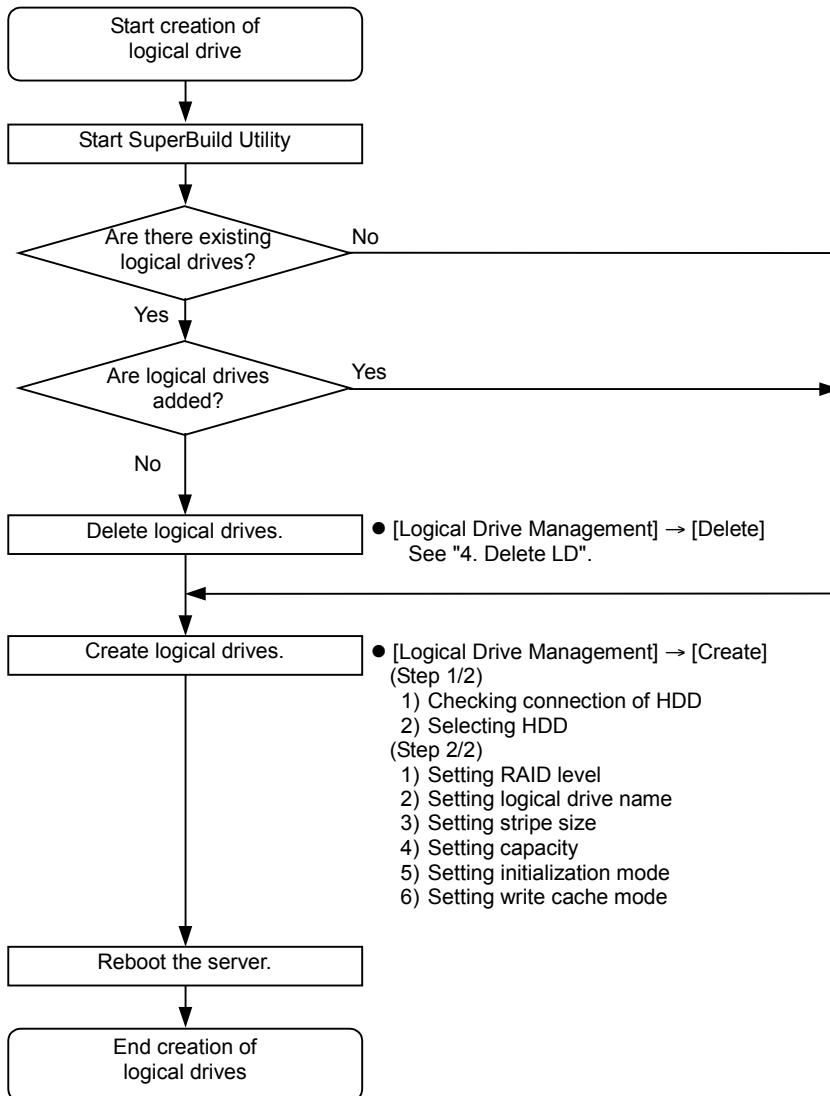 Start creation of
logical drive
Start SuperBuild Utility
Are there existing
logical drives?
No
Yes
Are logical drives
added?
Yes
No
Delete logical drives.
● [Logical Drive Management] → [Delete]
See "4. Delete LD".
Create logical drives.
● [Logical Drive Management] → [Create]
(Step 1/2)
1) Checking connection of HDD
2) Selecting HDD
(Step 2/2)
1) Setting RAID level
2) Setting logical drive name
3) Setting stripe size
4) Setting capacity
5) Setting initialization mode
6) Setting write cache mode
Reboot the server.
End creation of
logical drives